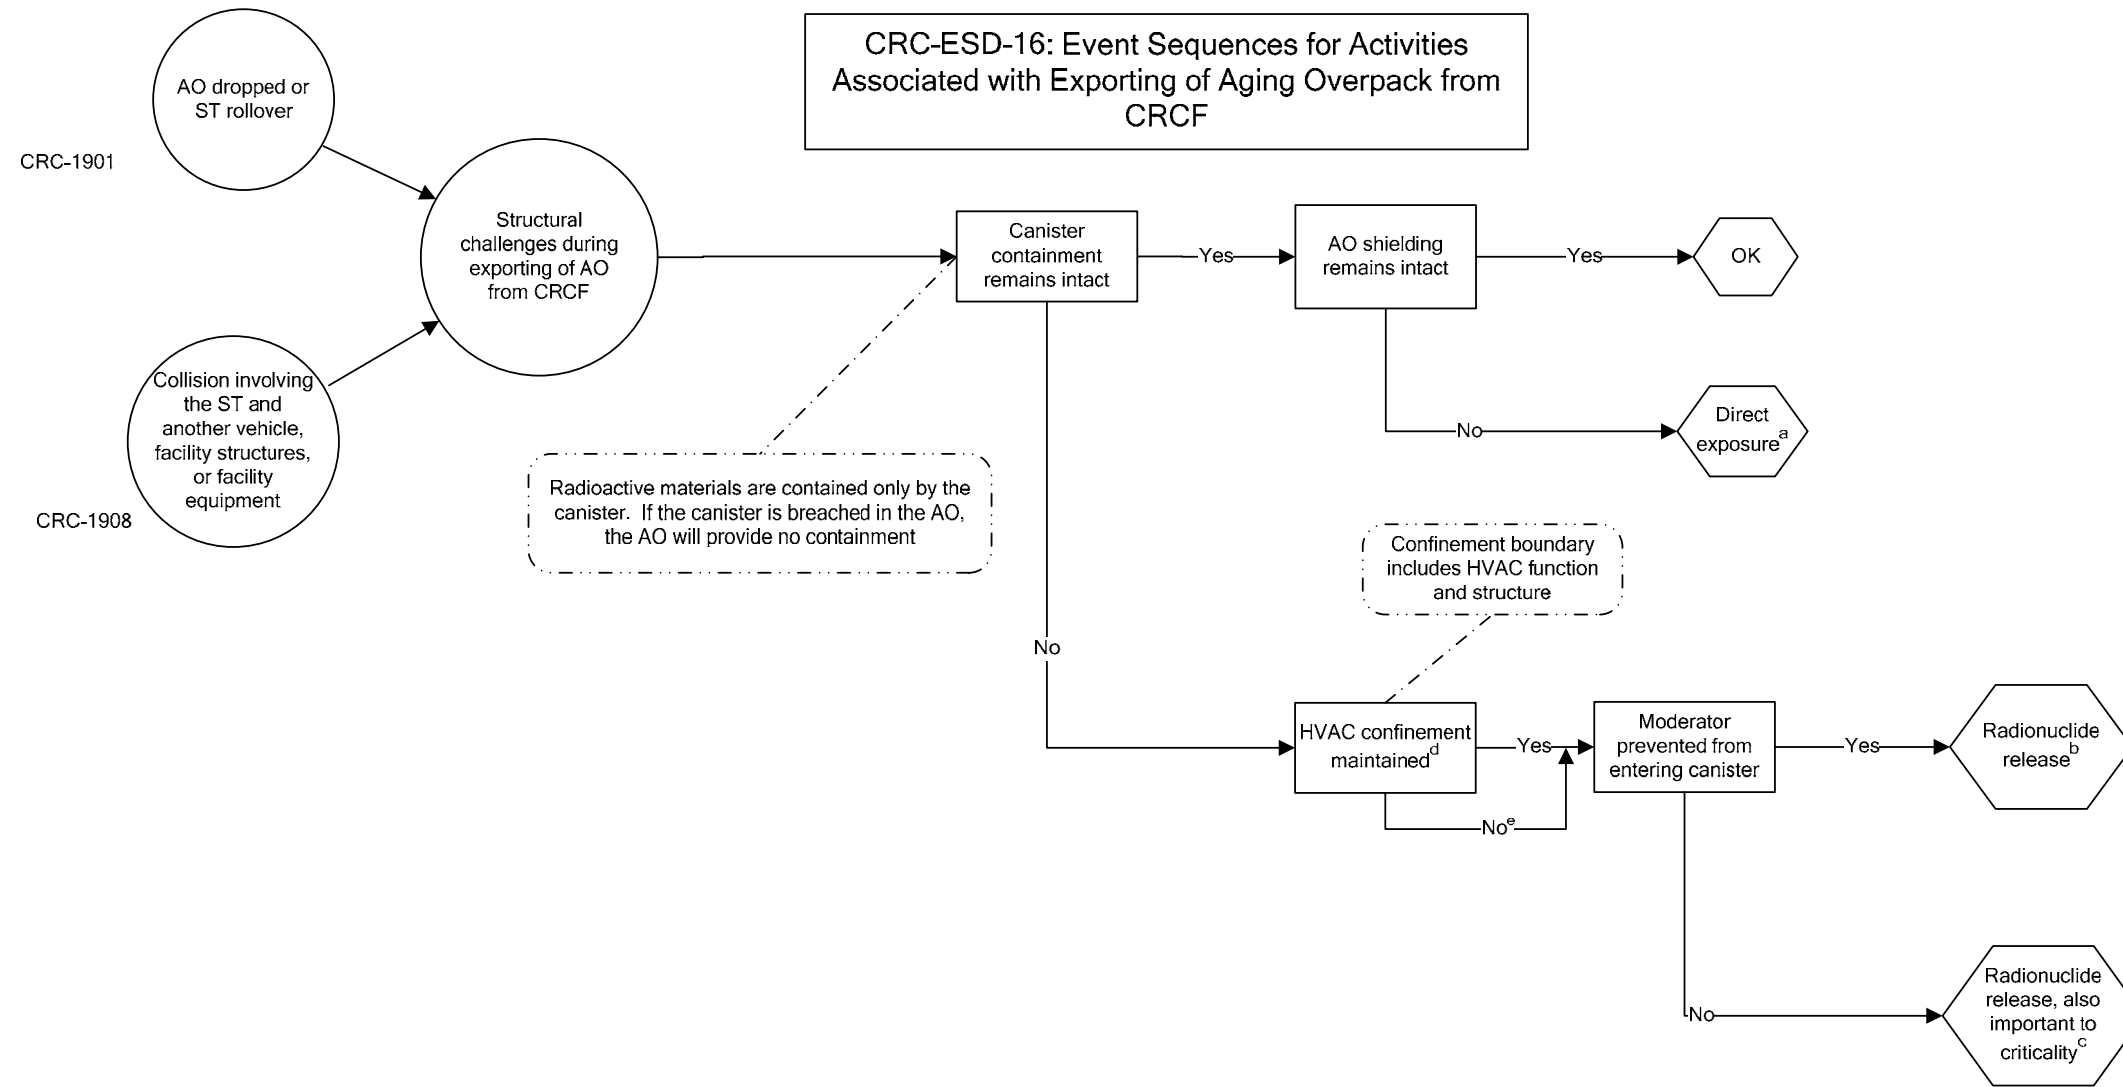 CRC-ESD-16: Event Sequences for Activities
Associated with Exporting of Aging Overpack from
CRCF
AO dropped or
ST rollover
CRC-1901
Structural
challenges during
exporting of AO
from CRCF
Canister
containment
remains intact
Yes
AO shielding
remains intact
Yes
OK
Collision involving
the ST and
another vehicle,
facility structures,
or facility
equipment
CRC-1908
No
Direct
exposurea
Radioactive materials are contained only by the
canister. If the canister is breached in the AO,
the AO will provide no containment
Confinement boundary
includes HVAC function
and structure
No
HVAC confinement
maintainedd
Yes
Noe
Moderator
prevented from
entering canister
Yes
Radionuclide
releaseb
No
Radionuclide
release, also
important to
criticalityc